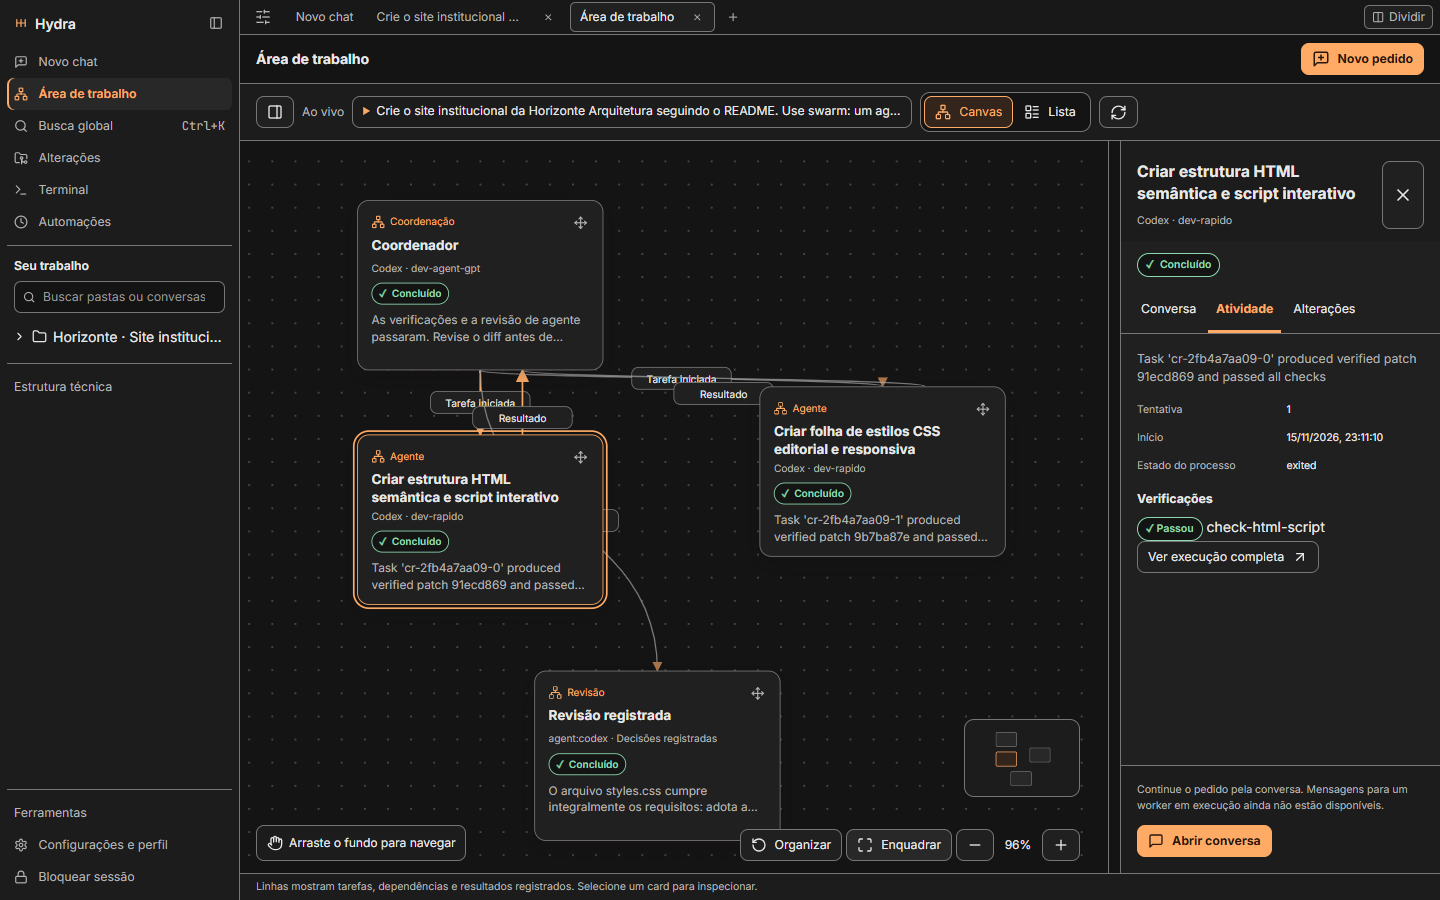 Hydra
Novo chat
Área de trabalho
Busca global Ctrl+K
Alterações
Terminal
Automações
Seu trabalho
Buscar pastas ou conversas
Horizonte · Site instituci...
Estrutura técnica
Ferramentas
Configurações e perfil
Bloquear sessão
Novo chat
Crie o site institucional ...
Área de trabalho
Dividir
Área de trabalho
Novo pedido
Ao vivo
Crie o site institucional da Horizonte Arquitetura seguindo o README. Use swarm: um ag...
Canvas
Lista
Coordenação
Coordenador
Codex · dev-agent-gpt
✓ Concluído
As verificações e a revisão de agente
passaram. Revise o diff antes de...
Tarefa iniciada
Resultado
Tarefa iniciada
Resultado
Agente
Criar estrutura HTML
semântica e script interativo
Codex · dev-rapido
✓ Concluído
Task 'cr-2fb4a7aa09-0' produced
verified patch 91ecd869 and passed...
Agente
Criar folha de estilos CSS
editorial e responsiva
Codex · dev-rapido
✓ Concluído
Task 'cr-2fb4a7aa09-1' produced
verified patch 9b7ba87e and passed...
Revisão
Revisão registrada
agent:codex · Decisões registradas
✓ Concluído
O arquivo styles.css cumpre
integralmente os requisitos: adota a...
Arraste o fundo para navegar
Organizar
Enquadrar
96%
Linhas mostram tarefas, dependências e resultados registrados. Selecione um card para inspecionar.
Criar estrutura HTML
semântica e script interativo
Codex · dev-rapido
✓ Concluído
Conversa Atividade Alterações
Task 'cr-2fb4a7aa09-0' produced verified patch
91ecd869 and passed all checks
Tentativa 1
Início 15/11/2026, 23:11:10
Estado do processo exited
Verificações
✓ Passou check-html-script
Ver execução completa
Continue o pedido pela conversa. Mensagens para um
worker em execução ainda não estão disponíveis.
Abrir conversa